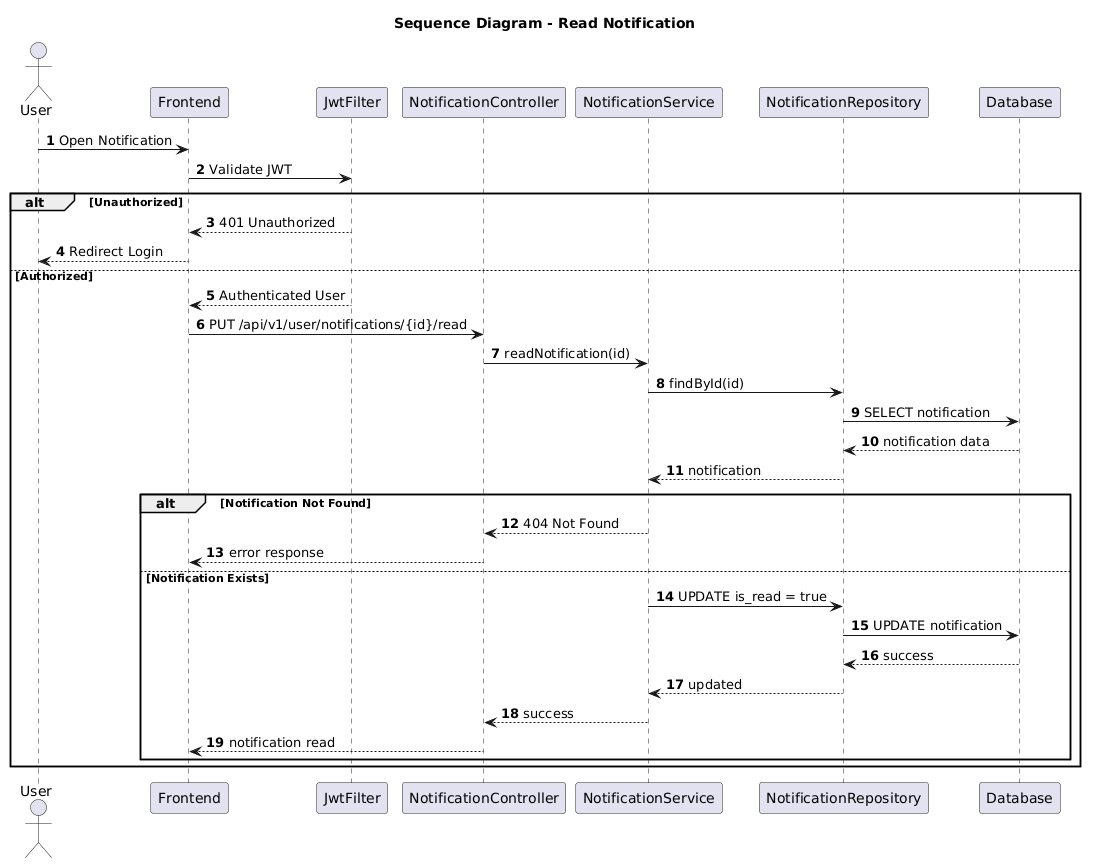 Sequence Diagram - Read Notification
User
Frontend
JwtFilter
NotificationController
NotificationService
NotificationRepository
Database
1 Open Notification
2 Validate JWT
alt
[Unauthorized]
3 401 Unauthorized
4 Redirect Login
[Authorized]
5 Authenticated User
6 PUT /api/v1/user/notifications/{id}/read
7 readNotification(id)
8 findById(id)
9 SELECT notification
10 notification data
11 notification
alt
[Notification Not Found]
12 404 Not Found
13 error response
[Notification Exists]
14 UPDATE is_read = true
15 UPDATE notification
16 success
17 updated
18 success
19 notification read
User
Frontend
JwtFilter
NotificationController
NotificationService
NotificationRepository
Database